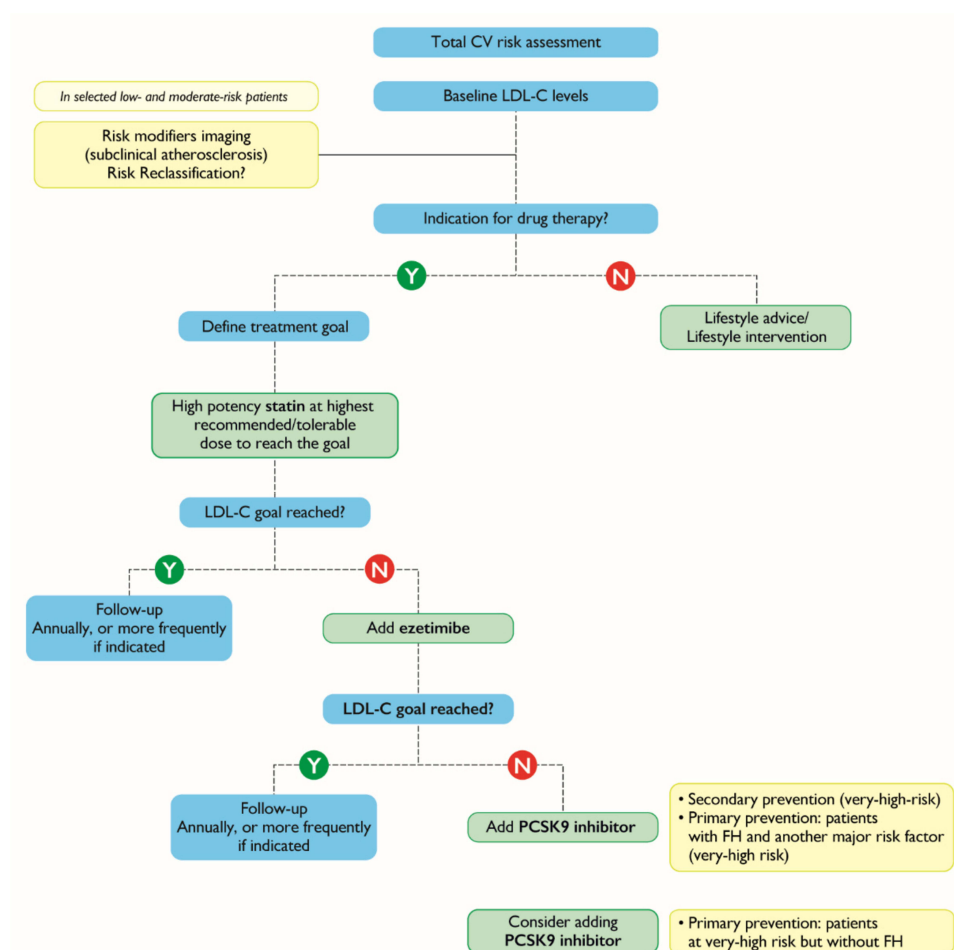 Total CV risk assessment
In selected low- and moderate-risk patients
Baseline LDL-C levels
Risk modifiers imaging
(subclinical atherosclerosis)
Risk Reclassification?
Indication for drug therapy?
Y
N
Define treatment goal
Lifestyle advice/
Lifestyle intervention
High potency statin at highest
recommended/tolerable
dose to reach the goal
LDL-C goal reached?
Y
N
Follow-up
Annually, or more frequently
if indicated
Add ezetimibe
LDL-C goal reached?
Y
N
Follow-up
Annually, or more frequently
if indicated
Add PCSK9 inhibitor
• Secondary prevention (very-high-risk)
• Primary prevention: patients
with FH and another major risk factor
(very-high risk)
Consider adding
PCSK9 inhibitor
• Primary prevention: patients
at very-high risk but without FH